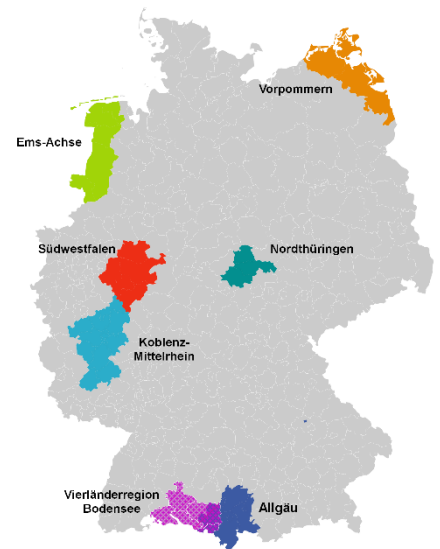 Vorpommern
Ems-Achse
Südwestfalen
Nordthüringen
Koblenz-
Mittelrhein
Vierländerregion
Bodensee
Allgäu